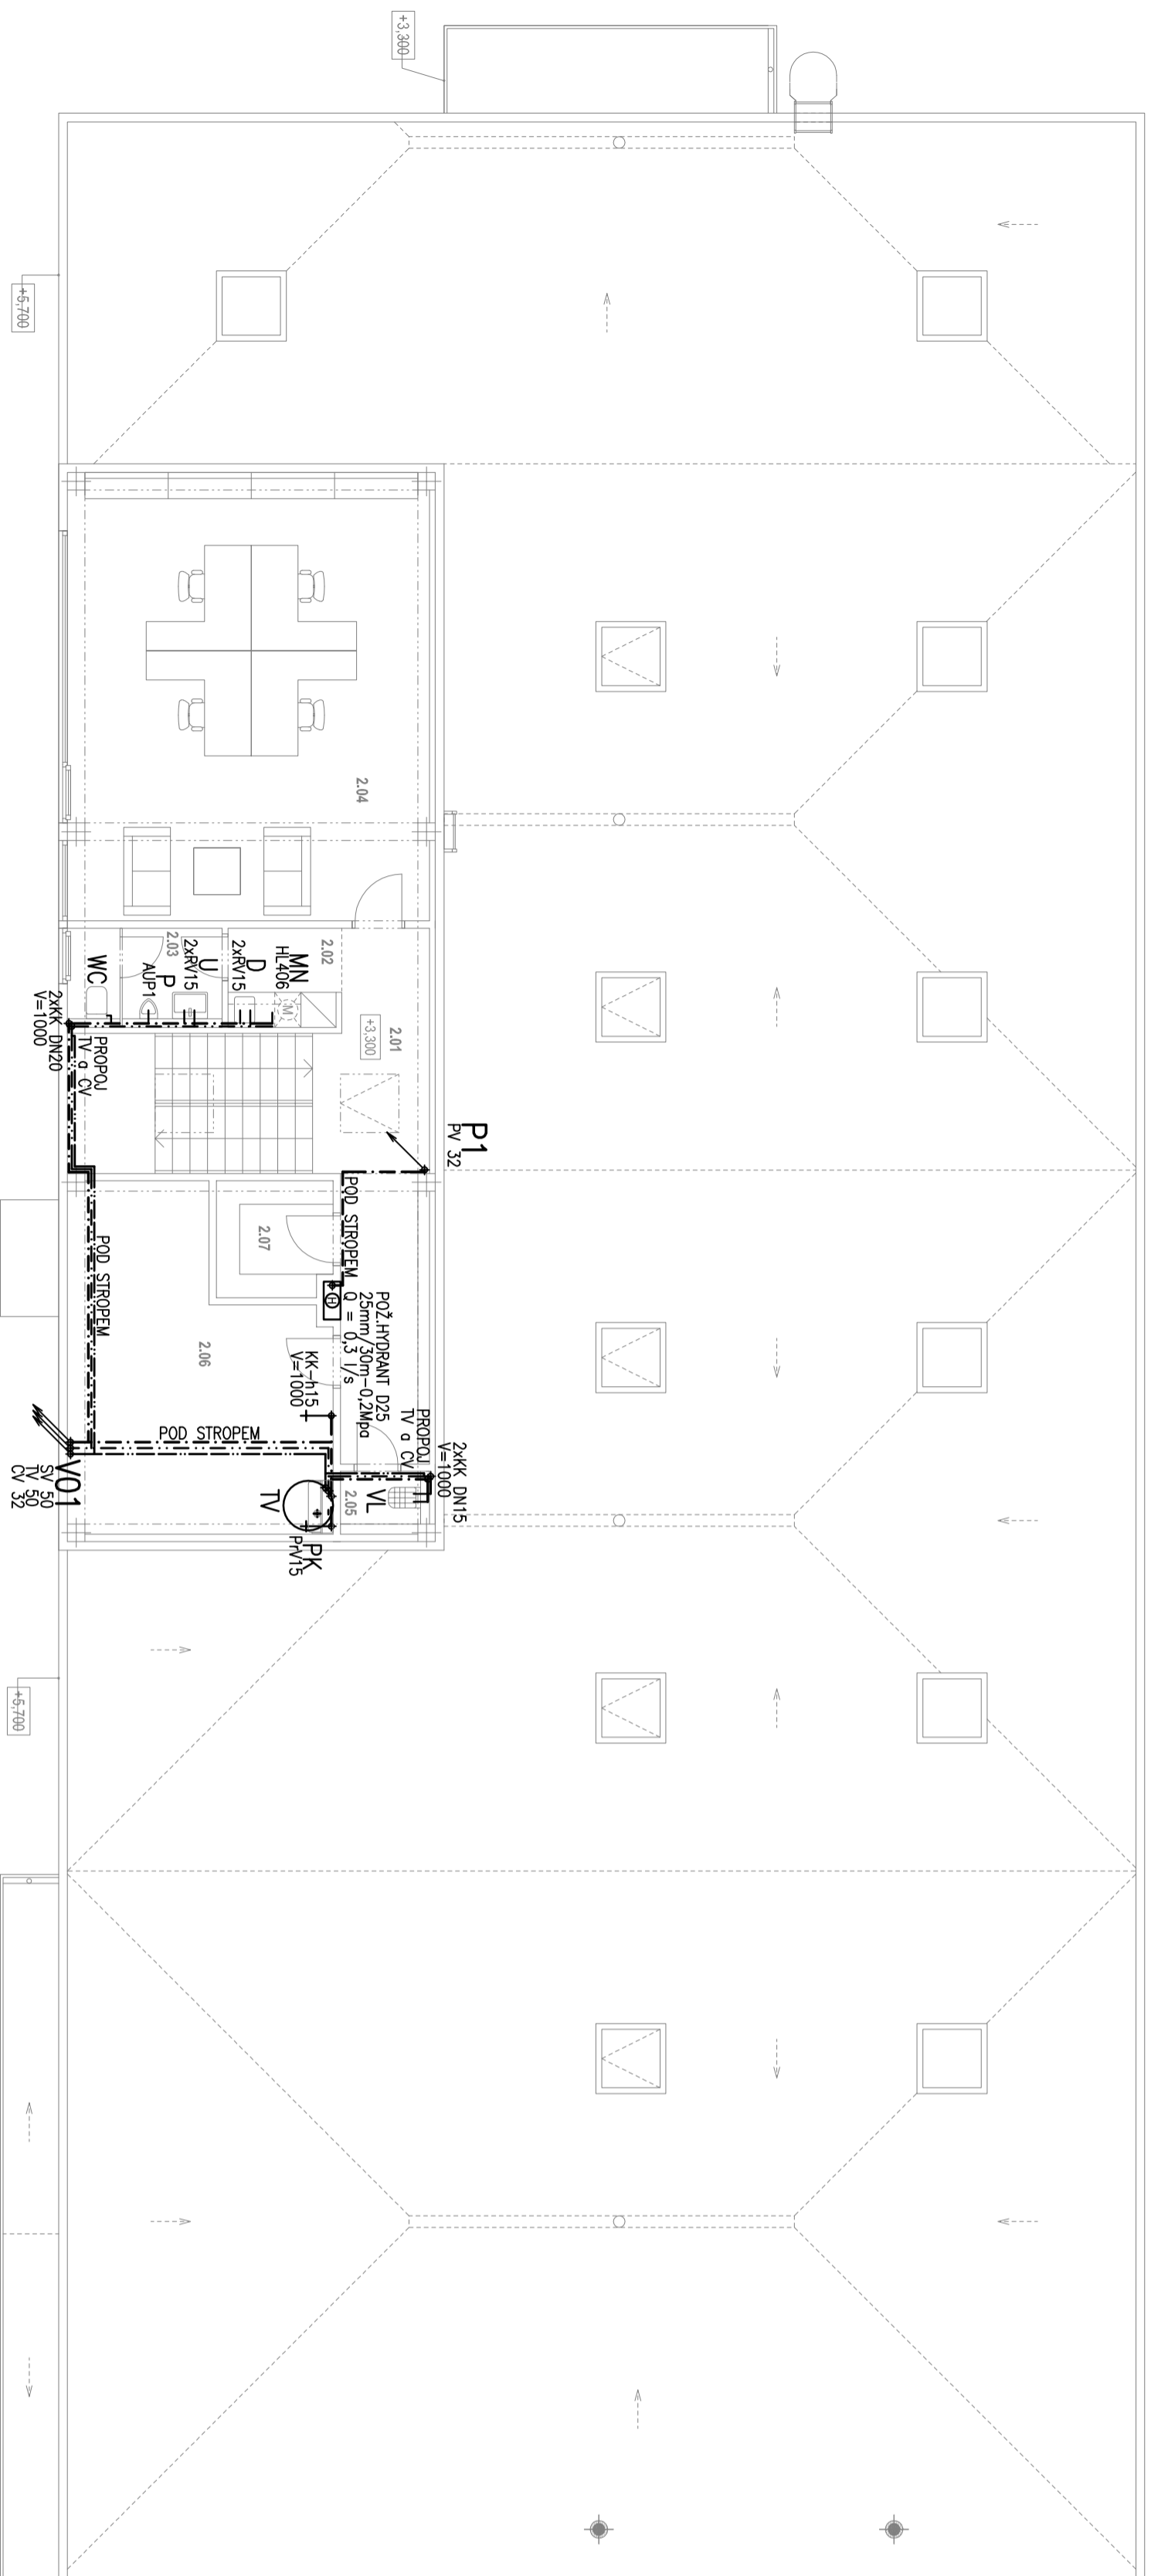 +3,300
+5,700
2.04
2.03
2.02
2.01
+3,300
MN
HL406
D
2xRV15
U
2xRV15
P
AUP1
WC
2xKK DN20
V=1000
PROPOJ
TV a CV
P1
PV 32
POD STROPEM
2.07
POŽ.HYDRANT D25
25mm/30m-0,2Mpa
Q = 0,3 l/s
H
M
POD STROPEM
2.06
KK-h15
V=1000
PROPOJ
TV a CV
2xKK DN15
V=1000
POD STROPEM
V01
SV 50
TV 50
CV 32
VL
2.05
TV
PK
PrV15
+5,700